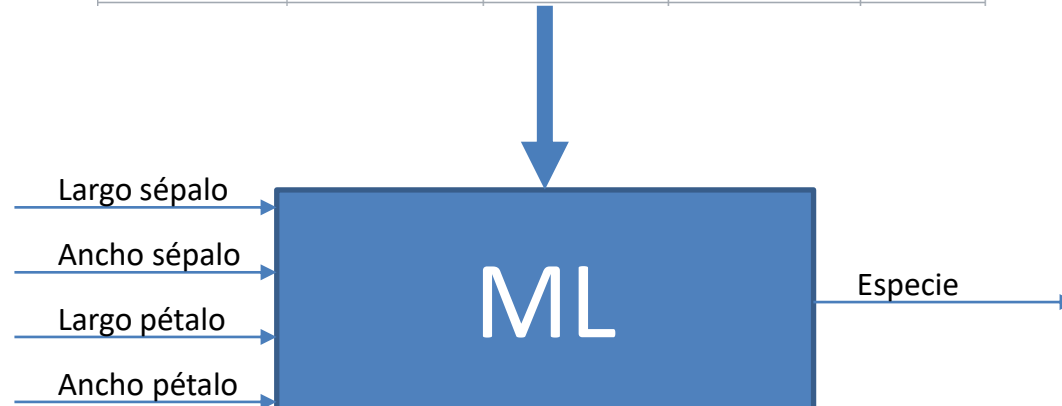 Largo sépalo
Ancho sépalo
ML
Especie
Largo pétalo
Ancho pétalo